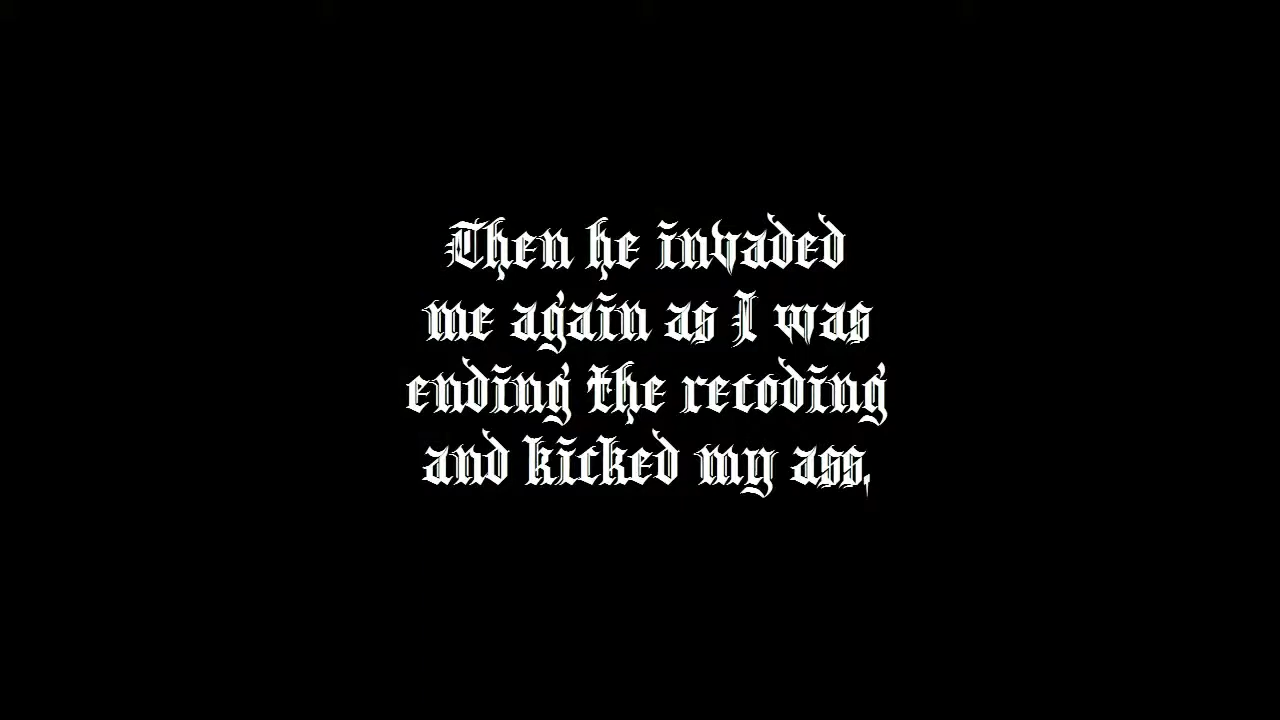 Then he invaded
me again as I was
ending the recoding
and kicked my ass.